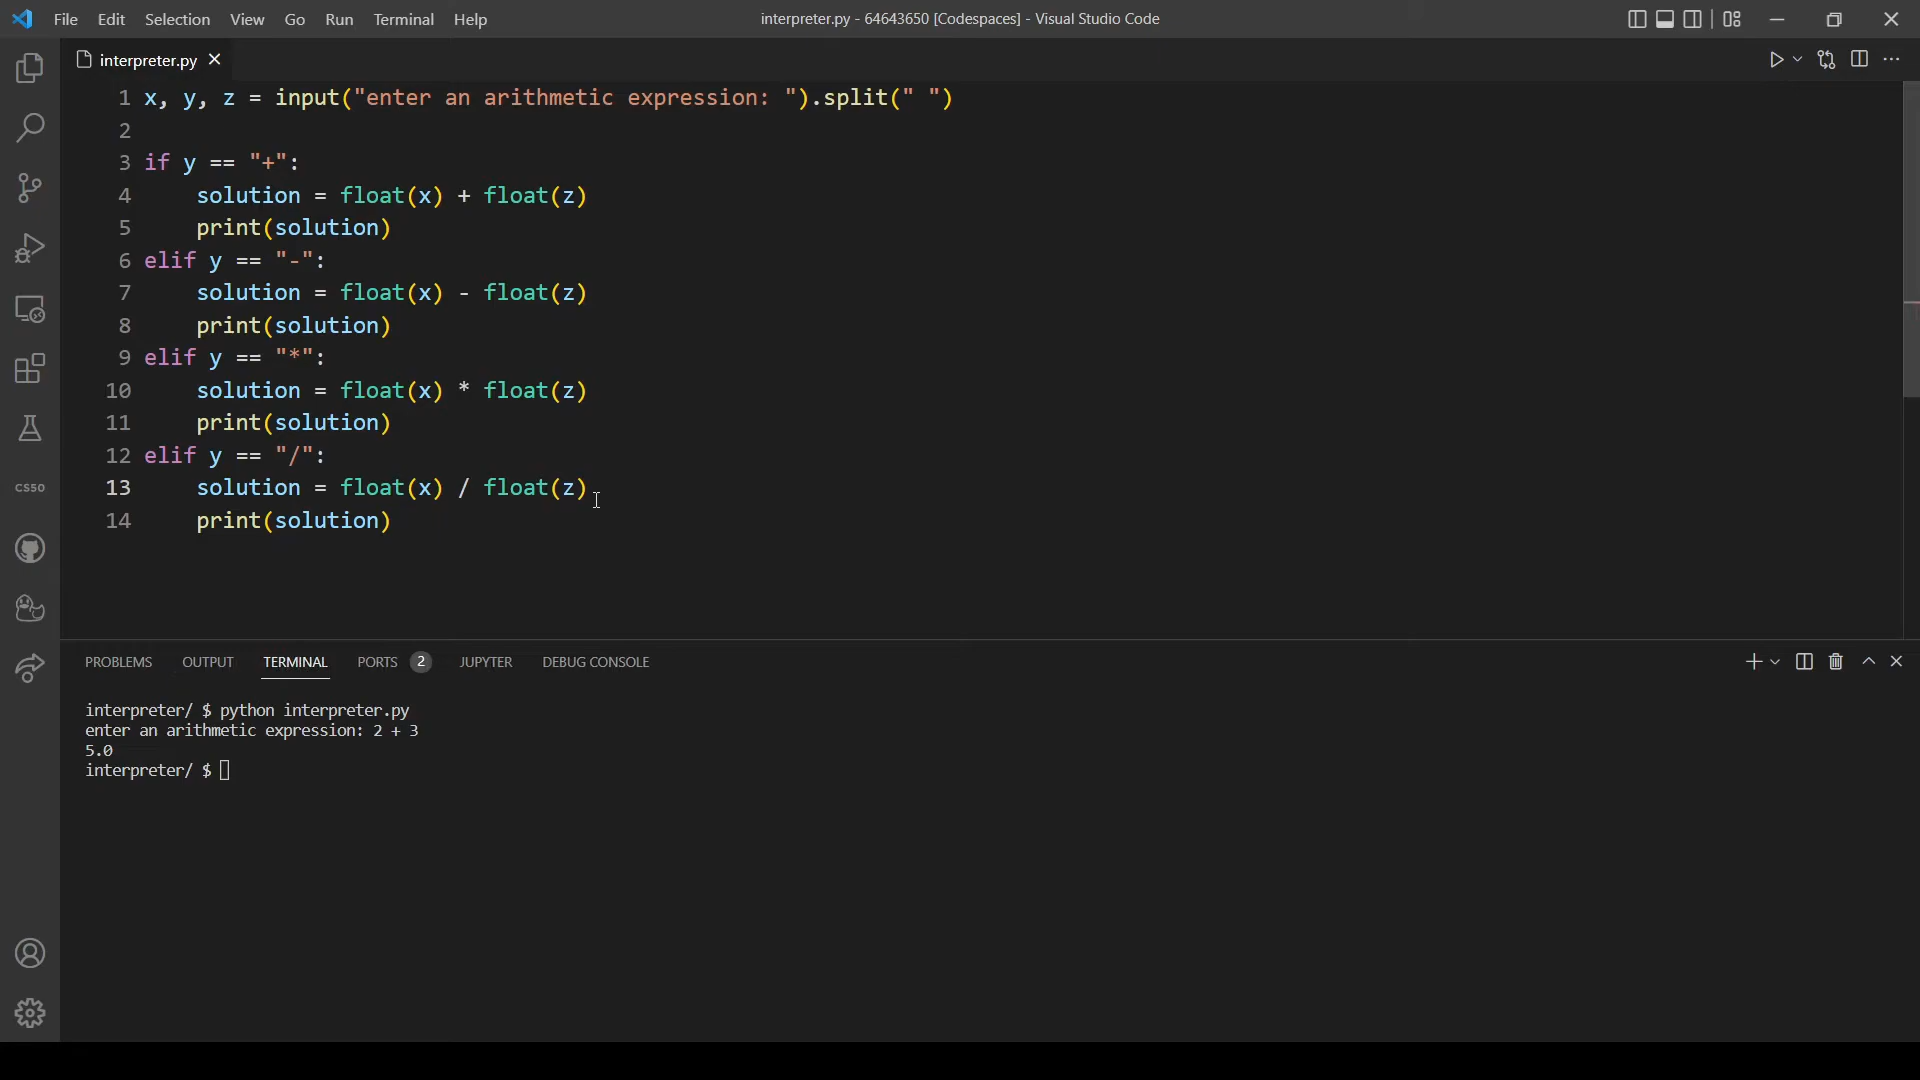 File Edit Selection View Go Run Terminal Help
interpreter.py - 64643650 [Codespaces] - Visual Studio Code
interpreter.py
1 x, y, z = input("enter an arithmetic expression: ").split(" ")
2
3 if y == "+":
4     solution = float(x) + float(z)
5     print(solution)
6 elif y == "-":
7     solution = float(x) - float(z)
8     print(solution)
9 elif y == "*":
10     solution = float(x) * float(z)
11     print(solution)
12 elif y == "/":
13     solution = float(x) / float(z)
14     print(solution)
CS50
PROBLEMS OUTPUT TERMINAL PORTS 2 JUPYTER DEBUG CONSOLE
interpreter/ $ python interpreter.py
enter an arithmetic expression: 2 + 3
5.0
interpreter/ $